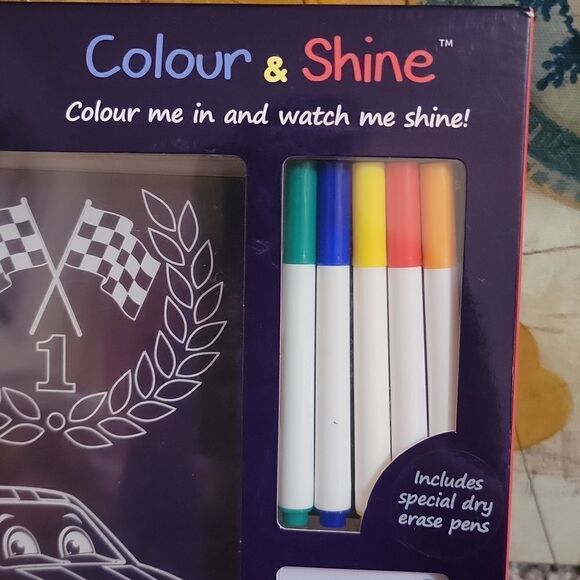 Colour & Shine™
Colour me in and watch me shine!
1
Includes
special dry
erase pens